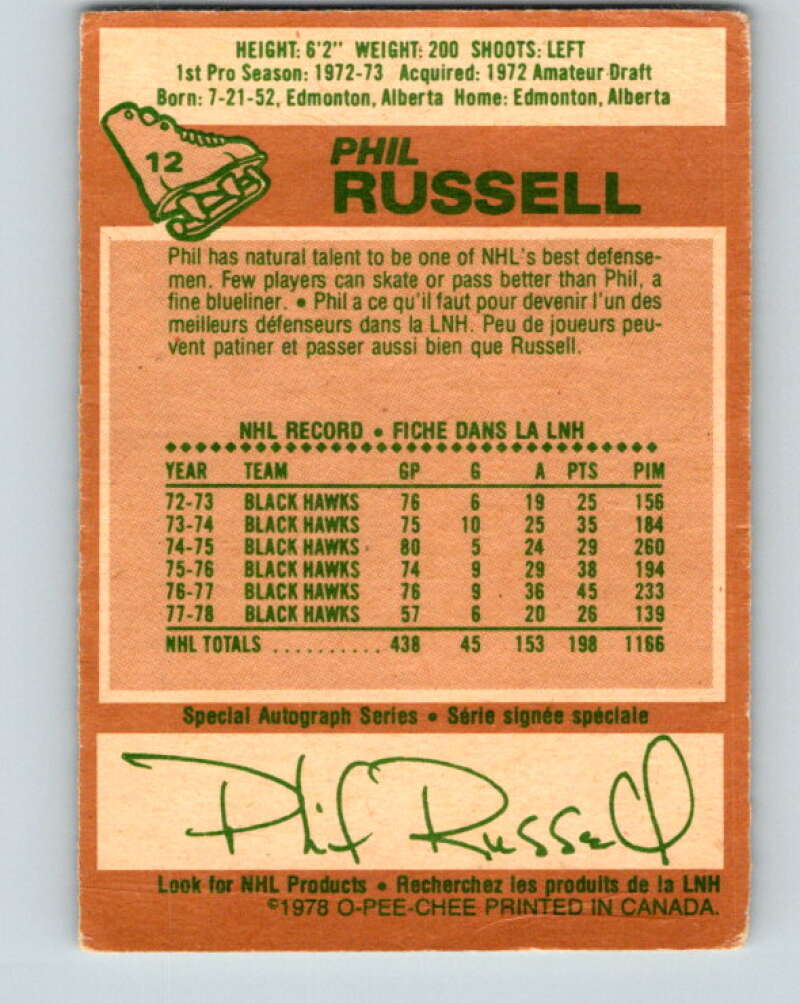 HEIGHT: 6'2" WEIGHT: 200 SHOOTS: LEFT
1st Pro Season: 1972-73 Acquired: 1972 Amateur Draft
Born: 7-21-52, Edmonton, Alberta Home: Edmonton, Alberta
12
PHIL
RUSSELL
Phil has natural talent to be one of NHL's best defense-
men. Few players can skate or pass better than Phil, a
fine blueliner. • Phil a ce qu'il faut pour devenir l'un des
meilleurs défenseurs dans la LNH. Peu de joueurs peu-
vent patiner et passer aussi bien que Russell.
NHL RECORD • FICHE DANS LA LNH
YEAR TEAM GP G A PTS PIM
72-73 BLACK HAWKS 76 6 19 25 156
73-74 BLACK HAWKS 75 10 25 35 184
74-75 BLACK HAWKS 80 5 24 29 260
75-76 BLACK HAWKS 74 9 29 38 194
76-77 BLACK HAWKS 76 9 36 45 233
77-78 BLACK HAWKS 57 6 20 26 139
NHL TOTALS .......... 438 45 153 198 1166
Special Autograph Series • Série signée spéciale
Phil Russell
Look for NHL Products • Recherchez les produits de la LNH
©1978 O-PEE-CHEE PRINTED IN CANADA.